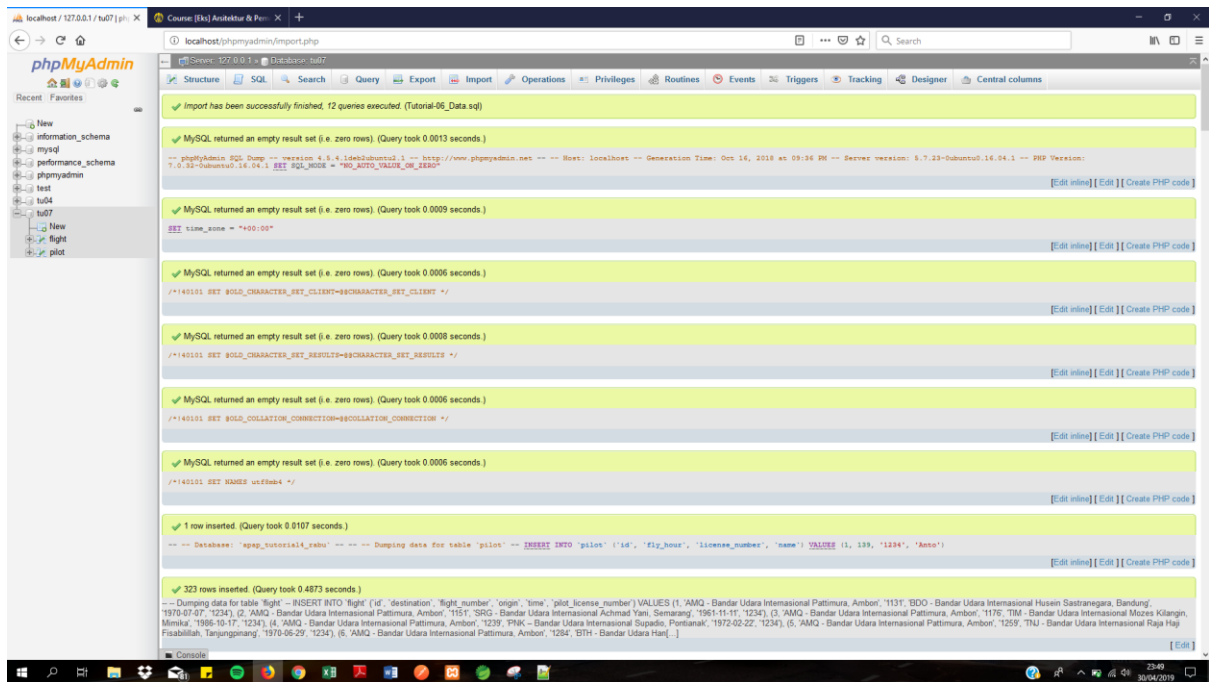 localhost / 127.0.0.1 / tu07 | ph
Course: [Eks] Arsitektur & Pem
localhost/phpmyadmin/import.php
Search
phpMyAdmin
Recent Favorites
New
information_schema
mysql
performance_schema
phpmyadmin
test
tu04
tu07
New
flight
pilot
Server: 127.0.0.1 » Database: tu07
Structure SQL Search Query Export Import Operations Privileges Routines Events Triggers Tracking Designer Central columns
Import has been successfully finished, 12 queries executed. (Tutorial-06_Data.sql)
MySQL returned an empty result set (i.e. zero rows). (Query took 0.0013 seconds.)
-- phpMyAdmin SQL Dump -- version 4.5.4.1deb2ubuntu2.1 -- http://www.phpmyadmin.net -- -- Host: localhost -- Generation Time: Oct 16, 2018 at 09:36 PM -- Server version: 5.7.23-0ubuntu0.16.04.1 -- PHP Version:
7.0.32-0ubuntu0.16.04.1 SET SQL_MODE = "NO_AUTO_VALUE_ON_ZERO"
[Edit inline] [ Edit ] [ Create PHP code ]
MySQL returned an empty result set (i.e. zero rows). (Query took 0.0009 seconds.)
SET time_zone = "+00:00"
[Edit inline] [ Edit ] [ Create PHP code ]
MySQL returned an empty result set (i.e. zero rows). (Query took 0.0006 seconds.)
/*!40101 SET @OLD_CHARACTER_SET_CLIENT=@@CHARACTER_SET_CLIENT */
[Edit inline] [ Edit ] [ Create PHP code ]
MySQL returned an empty result set (i.e. zero rows). (Query took 0.0008 seconds.)
/*!40101 SET @OLD_CHARACTER_SET_RESULTS=@@CHARACTER_SET_RESULTS */
[Edit inline] [ Edit ] [ Create PHP code ]
MySQL returned an empty result set (i.e. zero rows). (Query took 0.0006 seconds.)
/*!40101 SET @OLD_COLLATION_CONNECTION=@@COLLATION_CONNECTION */
[Edit inline] [ Edit ] [ Create PHP code ]
MySQL returned an empty result set (i.e. zero rows). (Query took 0.0006 seconds.)
/*!40101 SET NAMES utf8mb4 */
[Edit inline] [ Edit ] [ Create PHP code ]
1 row inserted. (Query took 0.0107 seconds.)
-- -- Database: `apap_tutorial4_rabu` -- -- -- Dumping data for table `pilot` -- INSERT INTO `pilot` (`id`, `fly_hour`, `license_number`, `name`) VALUES (1, 139, '1234', 'Anto')
[Edit inline] [ Edit ] [ Create PHP code ]
323 rows inserted. (Query took 0.4873 seconds.)
-- -- Dumping data for table `flight` -- INSERT INTO `flight` (`id`, `destination`, `flight_number`, `origin`, `time`, `pilot_license_number`) VALUES (1, 'AMQ - Bandar Udara Internasional Pattimura, Ambon', '1131', 'BDO - Bandar Udara Internasional Husein Sastranegara, Bandung',
'1970-07-07', '1234'), (2, 'AMQ - Bandar Udara Internasional Pattimura, Ambon', '1151', 'SRG - Bandar Udara Internasional Achmad Yani, Semarang', '1961-11-11', '1234'), (3, 'AMQ - Bandar Udara Internasional Pattimura, Ambon', '1176', 'TIM - Bandar Udara Internasional Mozes Kilangin,
Mimika', '1986-10-17', '1234'), (4, 'AMQ - Bandar Udara Internasional Pattimura, Ambon', '1239', 'PNK – Bandar Udara Internasional Supadio, Pontianak', '1972-02-22', '1234'), (5, 'AMQ - Bandar Udara Internasional Pattimura, Ambon', '1259', 'TNJ - Bandar Udara Internasional Raja Haji
Fisabilillah, Tanjungpinang', '1970-06-29', '1234'), (6, 'AMQ - Bandar Udara Internasional Pattimura, Ambon', '1284', 'BTH - Bandar Udara Han[...]
[ Edit ]
Console
81
23:49
30/04/2019